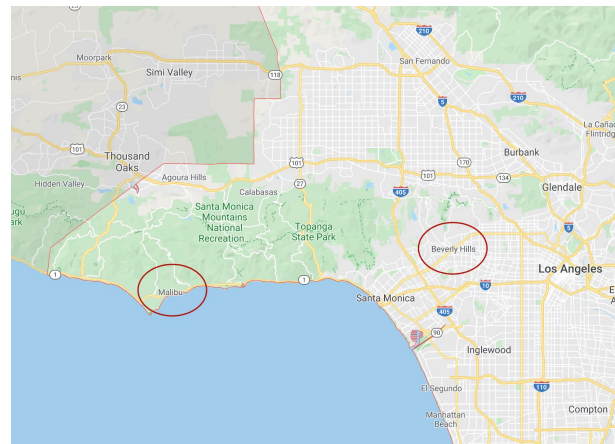 Moorpark
Simi Valley
118
23
101
Thousand
Oaks
Hidden Valley
Agoura Hills
Calabasas
101
27
Santa Monica
Mountains
National
Recreation...
Topanga
State Park
1
Malibu
1
210
San Fernando
5
210
La Cañada
Flintridge
Burbank
170
101
134
Glendale
405
5
Beverly Hills
Los Angeles
Santa Monica
10
405
90
Inglewood
El Segundo
110
Manhattan
Beach
Compton